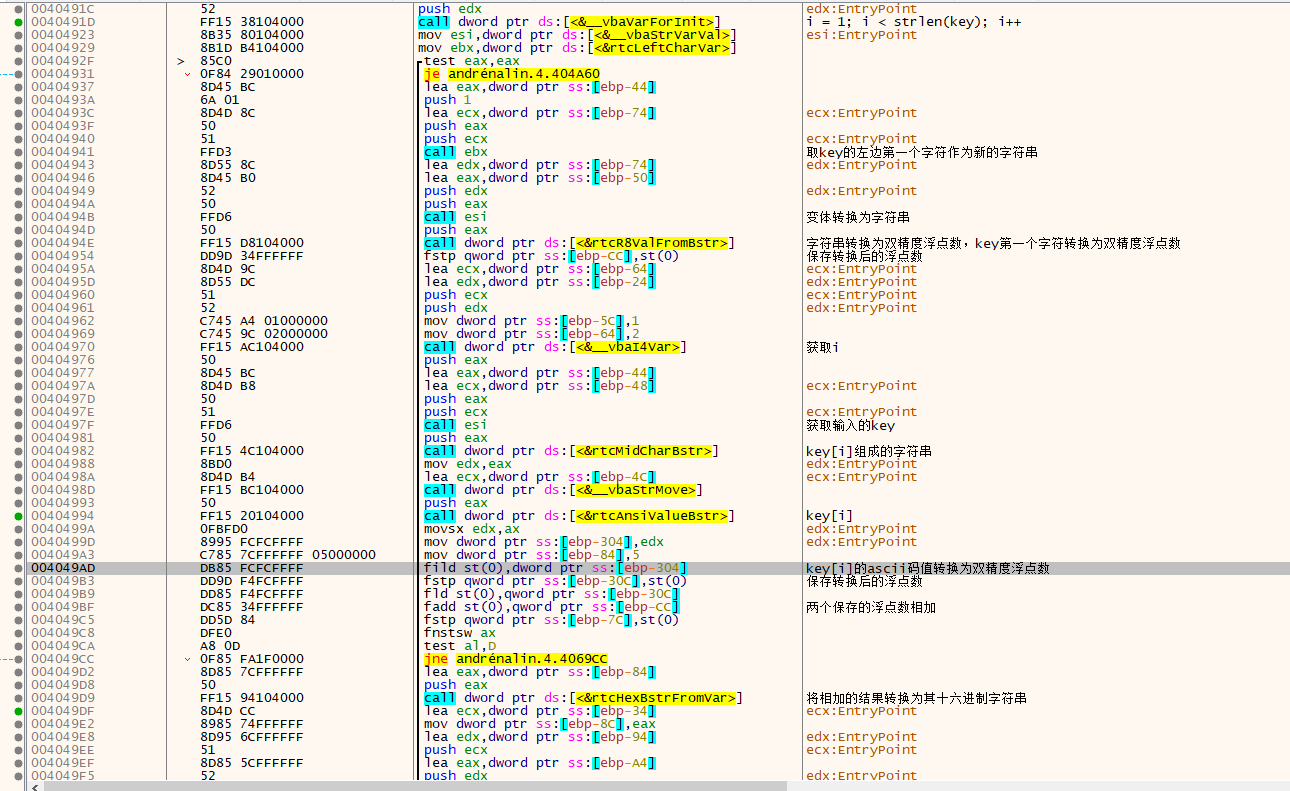 0040491C 52 push edx edx:EntryPoint
0040491D FF15 38104000 call dword ptr ds:[<&__vbaVarForInit>] i = 1; i < strlen(key); i++
00404923 8B35 80104000 mov esi,dword ptr ds:[<&__vbaStrVarVal>] esi:EntryPoint
00404929 8B1D B4104000 mov ebx,dword ptr ds:[<&rtcLeftCharVar>]
0040492F > 85C0 test eax,eax
00404931 0F84 29010000 je andrénalin.4.404A60
00404937 8D45 BC lea eax,dword ptr ss:[ebp-44]
0040493A 6A 01 push 1
0040493C 8D4D 8C lea ecx,dword ptr ss:[ebp-74] ecx:EntryPoint
0040493F 50 push eax
00404940 51 push ecx ecx:EntryPoint
00404941 FFD3 call ebx 取key的左边第一个字符作为新的字符串
00404943 8D55 8C lea edx,dword ptr ss:[ebp-74] edx:EntryPoint
00404946 8D45 B0 lea eax,dword ptr ss:[ebp-50]
00404949 52 push edx edx:EntryPoint
0040494A 50 push eax
0040494B FFD6 call esi 变体转换为字符串
0040494D 50 push eax
0040494E FF15 D8104000 call dword ptr ds:[<&rtcR8ValFromBstr>] 字符串转换为双精度浮点数，key第一个字符转换为双精度浮点数
00404954 DD9D 34FFFFFF fstp qword ptr ss:[ebp-CC],st(0) 保存转换后的浮点数
0040495A 8D4D 9C lea ecx,dword ptr ss:[ebp-64] ecx:EntryPoint
0040495D 8D55 DC lea edx,dword ptr ss:[ebp-24] edx:EntryPoint
00404960 51 push ecx ecx:EntryPoint
00404961 52 push edx edx:EntryPoint
00404962 C745 A4 01000000 mov dword ptr ss:[ebp-5C],1
00404969 C745 9C 02000000 mov dword ptr ss:[ebp-64],2
00404970 FF15 AC104000 call dword ptr ds:[<&__vbaI4Var>] 获取i
00404976 50 push eax
00404977 8D45 BC lea eax,dword ptr ss:[ebp-44]
0040497A 8D4D B8 lea ecx,dword ptr ss:[ebp-48] ecx:EntryPoint
0040497D 50 push eax
0040497E 51 push ecx ecx:EntryPoint
0040497F FFD6 call esi 获取输入的key
00404981 50 push eax
00404982 FF15 4C104000 call dword ptr ds:[<&rtcMidCharBstr>] key[i]组成的字符串
00404988 8BD0 mov edx,eax edx:EntryPoint
0040498A 8D4D B4 lea ecx,dword ptr ss:[ebp-4C] ecx:EntryPoint
0040498D FF15 BC104000 call dword ptr ds:[<&__vbaStrMove>]
00404993 50 push eax
00404994 FF15 20104000 call dword ptr ds:[<&rtcAnsiValueBstr>] key[i]
0040499A 0FBFD0 movsx edx,ax edx:EntryPoint
0040499D 8995 FCFCFFFF mov dword ptr ss:[ebp-304],edx edx:EntryPoint
004049A3 C785 7CFFFFFF 05000000 mov dword ptr ss:[ebp-84],5
004049AD DB85 FCFCFFFF fild st(0),dword ptr ss:[ebp-304] key[i]的ascii码值转换为双精度浮点数
004049B3 DD9D F4FCFFFF fstp qword ptr ss:[ebp-30C],st(0) 保存转换后的浮点数
004049B9 DD85 F4FCFFFF fld st(0),qword ptr ss:[ebp-30C]
004049BF DC85 34FFFFFF fadd st(0),qword ptr ss:[ebp-CC] 两个保存的浮点数相加
004049C5 DD5D 84 fstp qword ptr ss:[ebp-7C],st(0)
004049C8 DFE0 fnstsw ax
004049CA A8 0D test al,D
004049CC 0F85 FA1F0000 jne andrénalin.4.4069CC
004049D2 8D85 7CFFFFFF lea eax,dword ptr ss:[ebp-84]
004049D8 50 push eax
004049D9 FF15 94104000 call dword ptr ds:[<&rtcHexBstrFromVar>] 将相加的结果转换为其十六进制字符串
004049DF 8D4D CC lea ecx,dword ptr ss:[ebp-34] ecx:EntryPoint
004049E2 8985 74FFFFFF mov dword ptr ss:[ebp-8C],eax
004049E8 8D95 6CFFFFFF lea edx,dword ptr ss:[ebp-94] edx:EntryPoint
004049EE 51 push ecx ecx:EntryPoint
004049EF 8D85 5CFFFFFF lea eax,dword ptr ss:[ebp-A4]
004049F5 52 push edx edx:EntryPoint